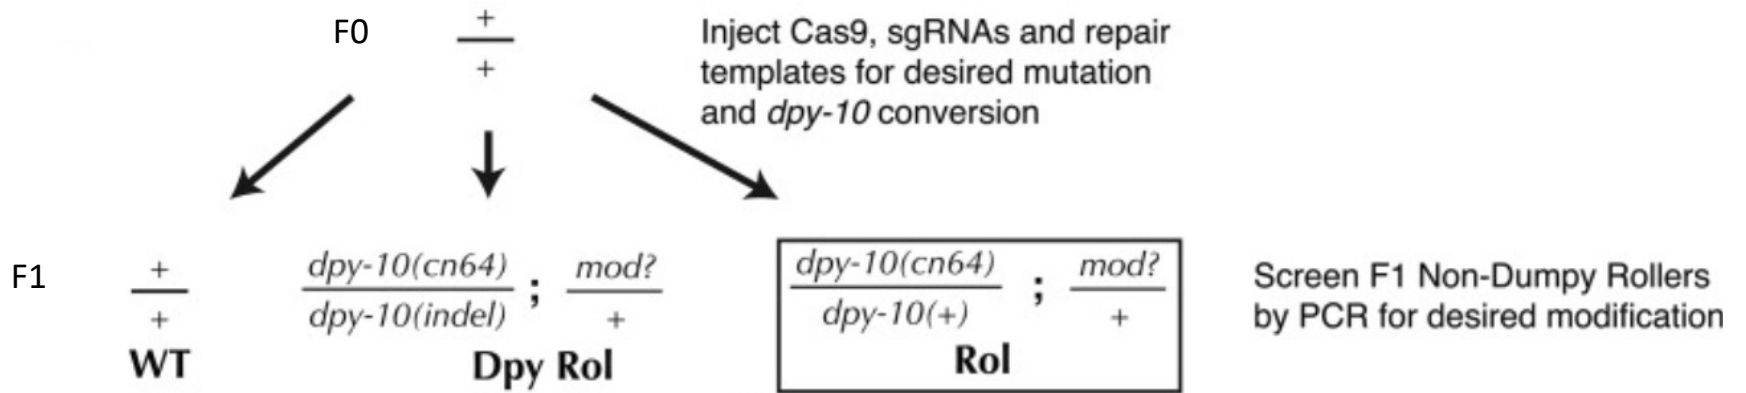 F0
+
+
Inject Cas9, sgRNAs and repair
templates for desired mutation
and dpy-10 conversion
F1
+
+
WT
dpy-10(cn64)
dpy-10(indel)
;
mod?
+
Dpy Rol
dpy-10(cn64)
dpy-10(+)
;
mod?
+
Rol
Screen F1 Non-Dumpy Rollers
by PCR for desired modification